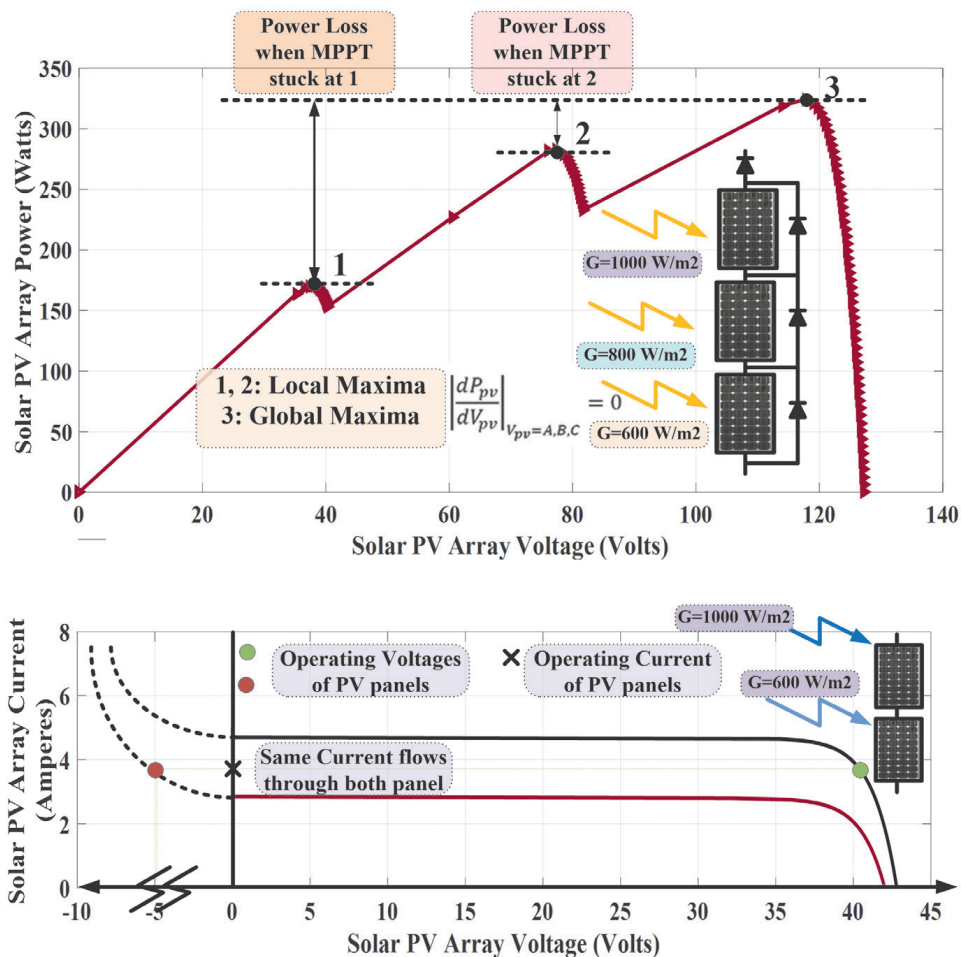 Power Loss
when MPPT
stuck at 1
Power Loss
when MPPT
stuck at 2
350
300
250
200
150
100
50
0
Solar PV Array Power (Watts)
1
2
3
G=1000 W/m2
G=800 W/m2
G=600 W/m2
1, 2: Local Maxima
3: Global Maxima
|dP_pv/dV_pv|_{V_pv=A,B,C} = 0
0 20 40 60 80 100 120 140
Solar PV Array Voltage (Volts)
8
6
4
2
0
Solar PV Array Current
(Amperes)
Operating Voltages
of PV panels
Operating Current
of PV panels
G=1000 W/m2
G=600 W/m2
Same Current flows
through both panel
-10 -5 0 5 10 15 20 25 30 35 40 45
Solar PV Array Voltage (Volts)